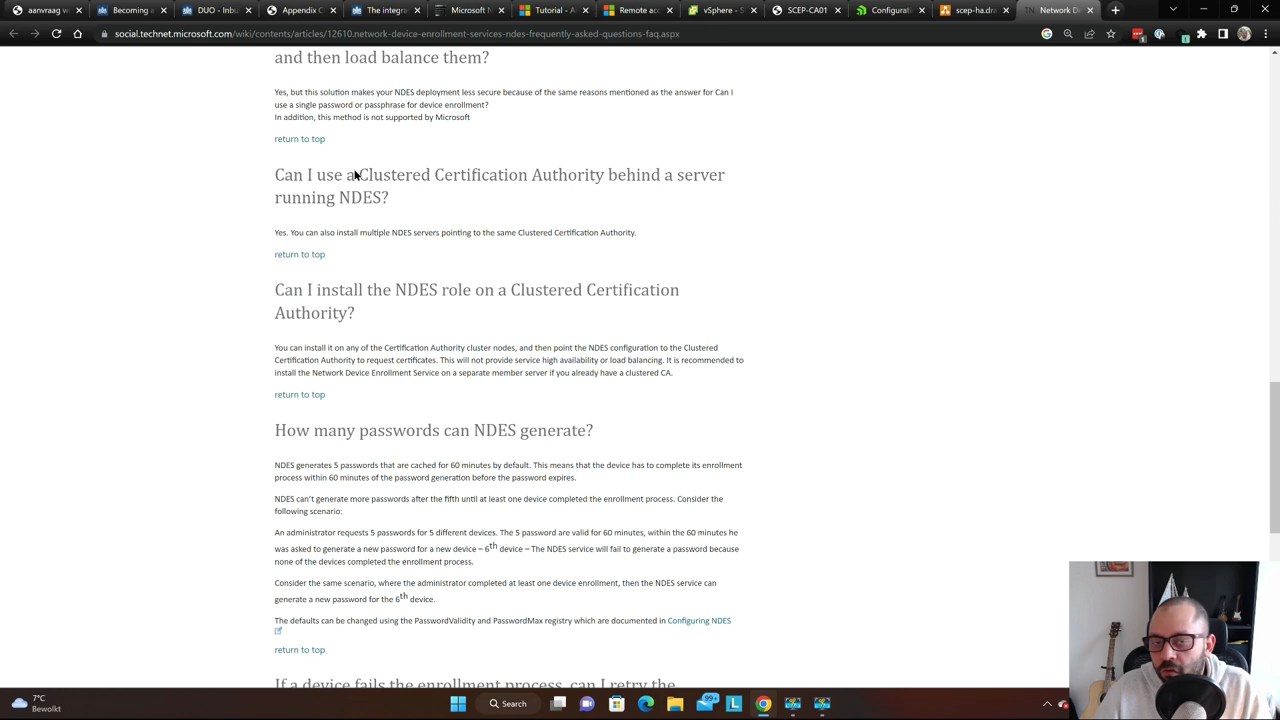 aanvraag w
Becoming a
DUO - Inbu
Appendix C
The integra
More
Tutorial - A
Remote acc
SCEP-CA01
Configurat
scep-ha.dra
TN. Network De
social.technet.microsoft.com/wiki/contents/articles/12610.network-device-enrollment-services-ndes-frequently-asked-questions-faq.aspx
and then load balance them?
Yes, but this solution makes your NDES deployment less secure because of the same reasons mentioned as the answer for Can I
use a single password or passphrase for device enrollment?
In addition, this method is not supported by Microsoft
return to top
Can I use a Clustered Certification Authority behind a server
running NDES?
Yes. You can also install multiple NDES servers pointing to the same Clustered Certification Authority.
return to top
Can I install the NDES role on a Clustered Certification
Authority?
You can install it on any of the Certification Authority cluster nodes, and then point the NDES configuration to the Clustered
Certification Authority to request certificates. This will not provide service high availability or load balancing. It is recommended to
install the Network Device Enrollment Service on a separate member server if you already have a clustered CA.
return to top
How many passwords can NDES generate?
NDES generates 5 passwords that are cached for 60 minutes by default. This means that the device has to complete its enrollment
process within 60 minutes of the password generation before the password expires.
NDES can't generate more passwords after the fifth until at least one device completed the enrollment process. Consider the
following scenario:
An administrator requests 5 passwords for 5 different devices. The 5 password are valid for 60 minutes, within the 60 minutes he
was asked to generate a new password for a new device – 6th device – The NDES service will fail to generate a password because
none of the devices completed the enrollment process.
Consider the same scenario, where the administrator completed at least one device enrollment, then the NDES service can
generate a new password for the 6th device.
The defaults can be changed using the PasswordValidity and PasswordMax registry which are documented in Configuring NDES
return to top
If a device fails the enrollment process, can I retry the
7°C
Bewolkt
Search
99+